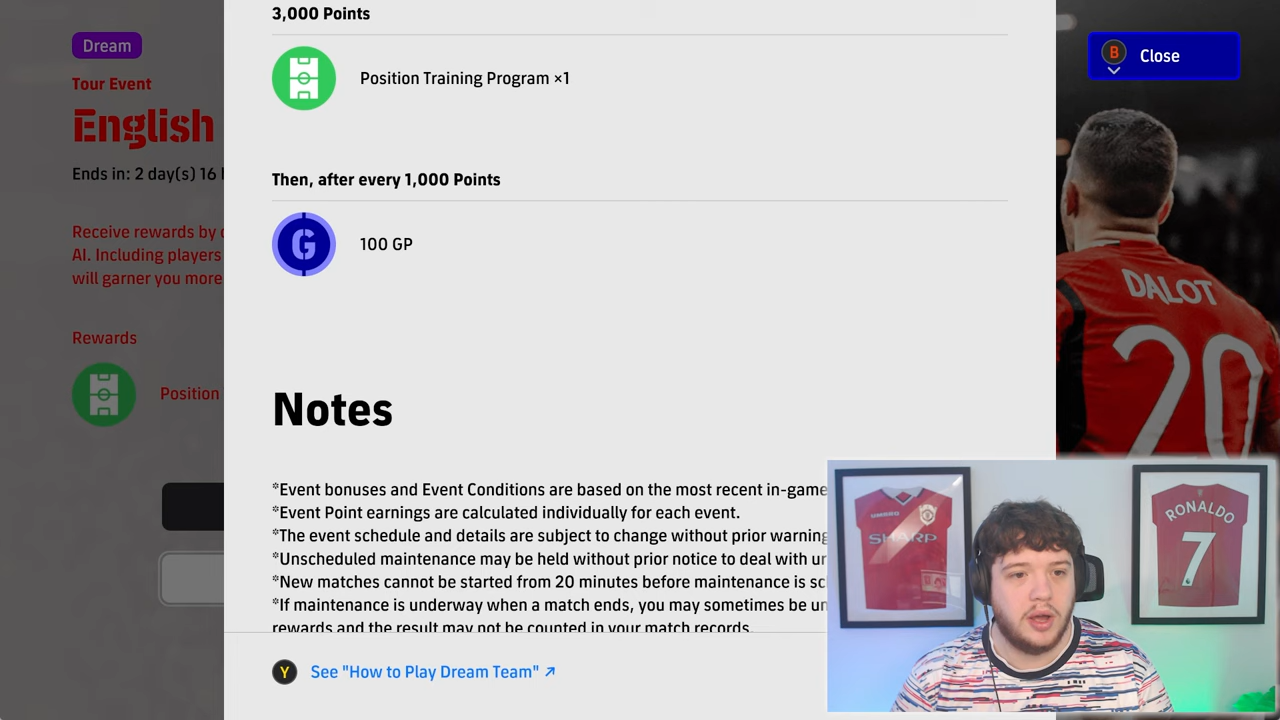 3,000 Points
Position Training Program ×1
Then, after every 1,000 Points
G
100 GP
Notes
*Event bonuses and Event Conditions are based on the most recent in-game
*Event Point earnings are calculated individually for each event.
*The event schedule and details are subject to change without prior warning
*Unscheduled maintenance may be held without prior notice to deal with
*New matches cannot be started from 20 minutes before maintenance is
*If maintenance is underway when a match ends, you may sometimes be
rewards and the result may not be counted in your match records.
Y See "How to Play Dream Team" ↗
Dream
Tour Event
English
Ends in: 2 day(s) 16
Receive rewards by
AI. Including players
will garner you more
Rewards
Position
B Close
DALOT
20
UMBRO
SHARP
RONALDO
7